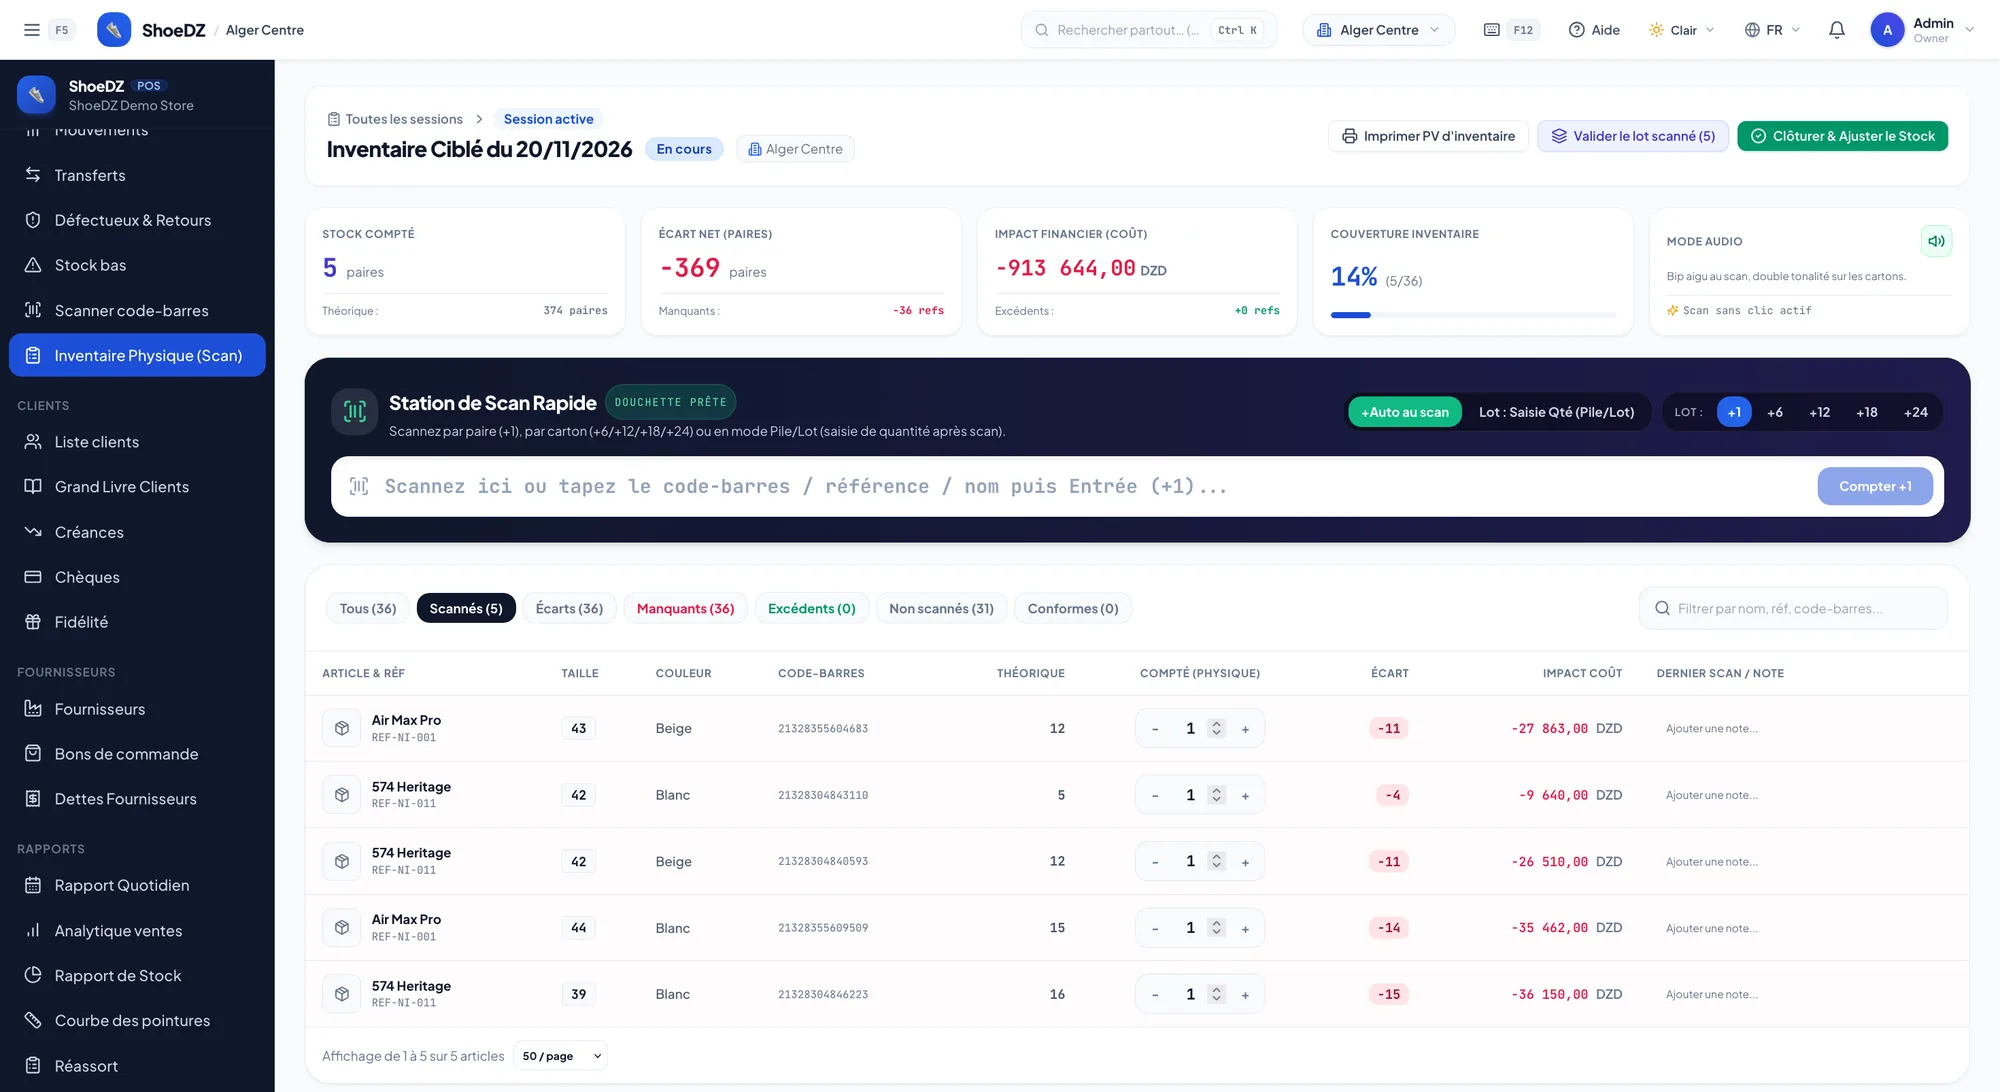 F5
ShoeDZ / Alger Centre
Rechercher partout... (... Ctrl K
Alger Centre
F12
Aide
Clair
FR
A
Admin
Owner
ShoeDZ POS
ShoeDZ Demo Store
Mouvements
Transferts
Défectueux & Retours
Stock bas
Scanner code-barres
Inventaire Physique (Scan)
CLIENTS
Liste clients
Grand Livre Clients
Créances
Chèques
Fidélité
FOURNISSEURS
Fournisseurs
Bons de commande
Dettes Fournisseurs
RAPPORTS
Rapport Quotidien
Analytique ventes
Rapport de Stock
Courbe des pointures
Réassort
Toutes les sessions > Session active
Inventaire Ciblé du 20/11/2026 En cours Alger Centre
Imprimer PV d'inventaire
Valider le lot scanné (5)
Clôturer & Ajuster le Stock
STOCK COMPTÉ
5 paires
Théorique : 374 paires
ÉCART NET (PAIRES)
-369 paires
Manquants : -36 refs
IMPACT FINANCIER (COÛT)
-913 644,00 DZD
Excédents : +0 refs
COUVERTURE INVENTAIRE
14% (5/36)
MODE AUDIO
Bip aigu au scan, double tonalité sur les cartons.
Scan sans clic actif
Station de Scan Rapide DOUCHETTE PRÊTE
Scannez par paire (+1), par carton (+6/+12/+18/+24) ou en mode Pile/Lot (saisie de quantité après scan).
+Auto au scan Lot : Saisie Qté (Pile/Lot)
LOT : +1 +6 +12 +18 +24
Scannez ici ou tapez le code-barres / référence / nom puis Entrée (+1)...
Compter +1
Tous (36) Scannés (5) Écarts (36) Manquants (36) Excédents (0) Non scannés (31) Conformes (0)
Filtrer par nom, réf, code-barres...
ARTICLE & RÉF TAILLE COULEUR CODE-BARRES THÉORIQUE COMPTÉ (PHYSIQUE) ÉCART IMPACT COÛT DERNIER SCAN / NOTE
Air Max Pro
REF-NI-001
43 Beige 21328355604683 12 - 1 + -11 -27 863,00 DZD Ajouter une note...
574 Heritage
REF-NI-011
42 Blanc 21328304843110 5 - 1 + -4 -9 640,00 DZD Ajouter une note...
574 Heritage
REF-NI-011
42 Beige 21328304840593 12 - 1 + -11 -26 510,00 DZD Ajouter une note...
Air Max Pro
REF-NI-001
44 Blanc 21328355609509 15 - 1 + -14 -35 462,00 DZD Ajouter une note...
574 Heritage
REF-NI-011
39 Blanc 21328304846223 16 - 1 + -15 -36 150,00 DZD Ajouter une note...
Affichage de 1 à 5 sur 5 articles 50 / page